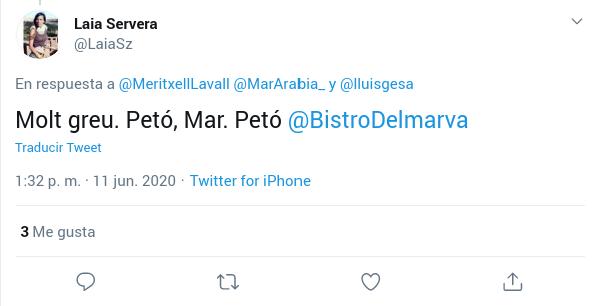 Laia Servera
@LaiaSz
En respuesta a @MeritxellLavall @MarArabia_ y @lluisgesa
Molt greu. Petó, Mar. Petó @BistroDelmarva
Traducir Tweet
1:32 p. m. · 11 jun. 2020 · Twitter for iPhone
3 Me gusta